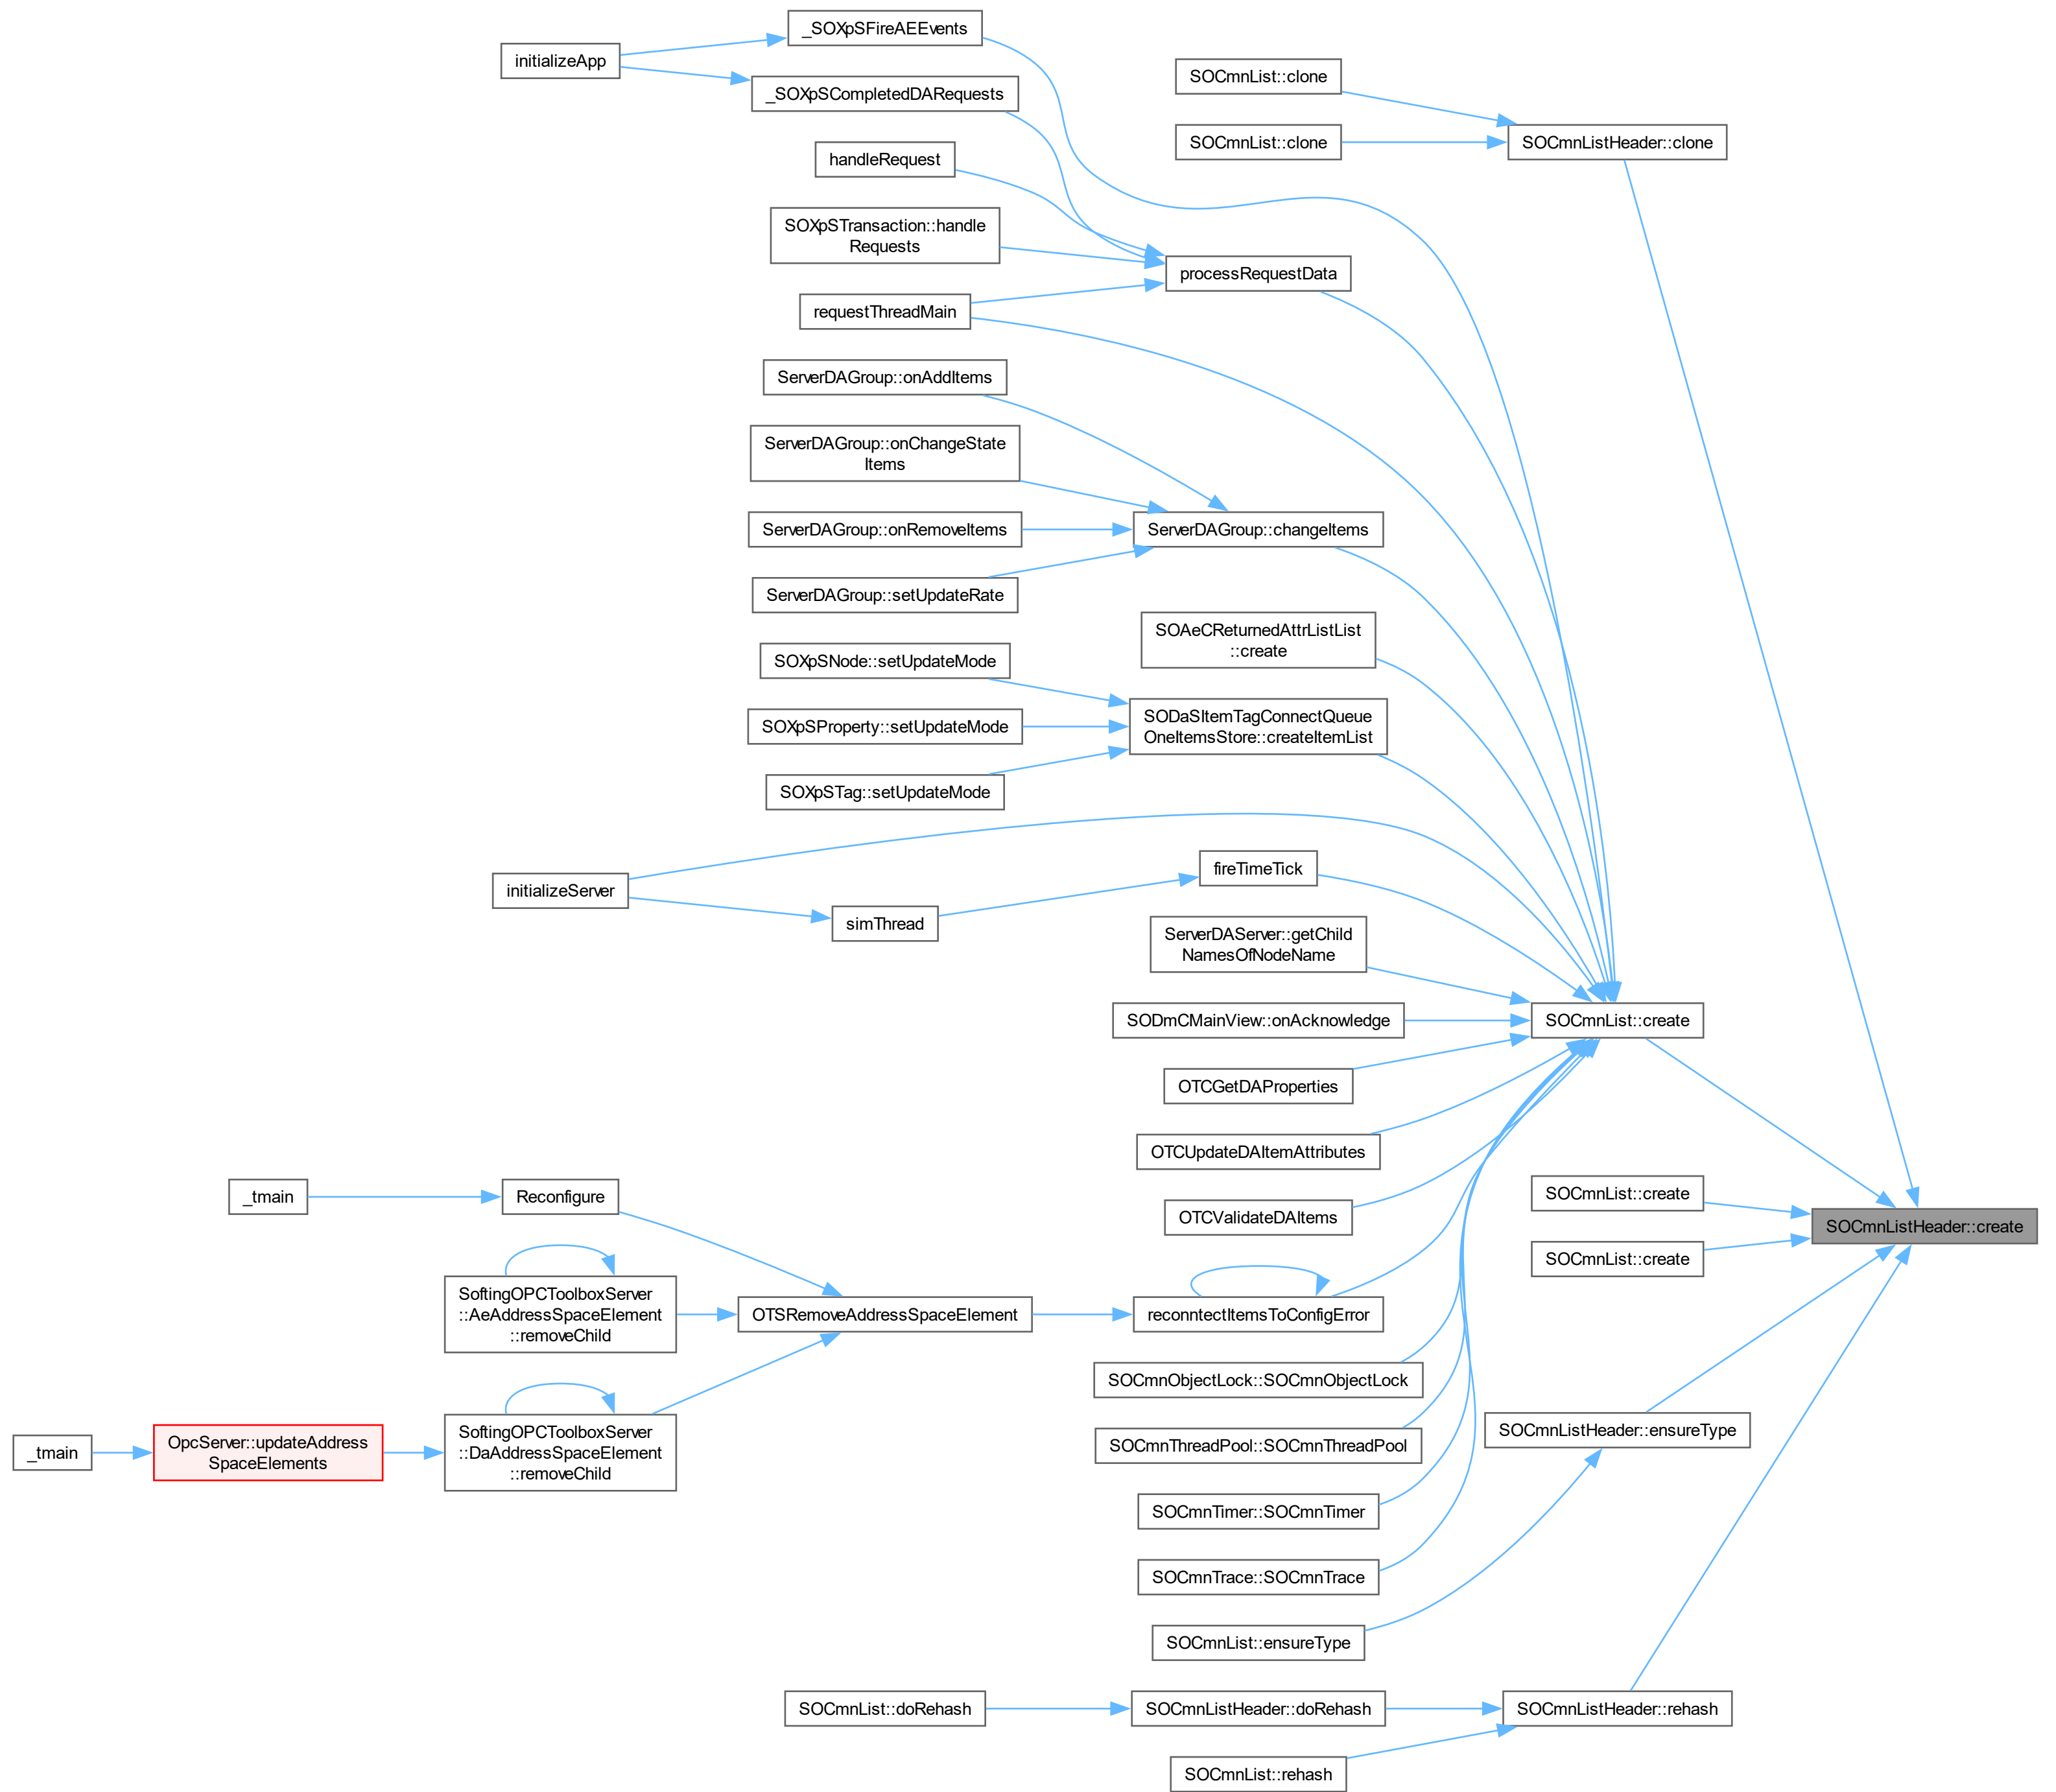 _SOXpSFireAEEvents
initializeApp
SOCmnList::clone
_SOXpSCompletedDARequests
SOCmnList::clone
SOCmnListHeader::clone
handleRequest
SOXpSTransaction::handle
Requests
processRequestData
requestThreadMain
ServerDAGroup::onAddItems
ServerDAGroup::onChangeState
Items
ServerDAGroup::onRemoveItems
ServerDAGroup::changeItems
ServerDAGroup::setUpdateRate
SOAeCReturnedAttrListList
::create
SOXpSNode::setUpdateMode
SOXpSProperty::setUpdateMode
SODaSItemTagConnectQueue
OneItemsStore::createItemList
SOXpSTag::setUpdateMode
fireTimeTick
initializeServer
simThread
ServerDAServer::getChild
NamesOfNodeName
SODmCMainView::onAcknowledge
SOCmnList::create
OTCGetDAProperties
OTCUpdateDAItemAttributes
_tmain
Reconfigure
OTCValidateDAItems
SOCmnList::create
SOCmnListHeader::create
SOCmnList::create
SoftingOPCToolboxServer
::AeAddressSpaceElement
::removeChild
OTSRemoveAddressSpaceElement
reconntectItemsToConfigError
SOCmnObjectLock::SOCmnObjectLock
SOCmnThreadPool::SOCmnThreadPool
SOCmnListHeader::ensureType
_tmain
OpcServer::updateAddress
SpaceElements
SoftingOPCToolboxServer
::DaAddressSpaceElement
::removeChild
SOCmnTimer::SOCmnTimer
SOCmnTrace::SOCmnTrace
SOCmnList::ensureType
SOCmnList::doRehash
SOCmnListHeader::doRehash
SOCmnListHeader::rehash
SOCmnList::rehash